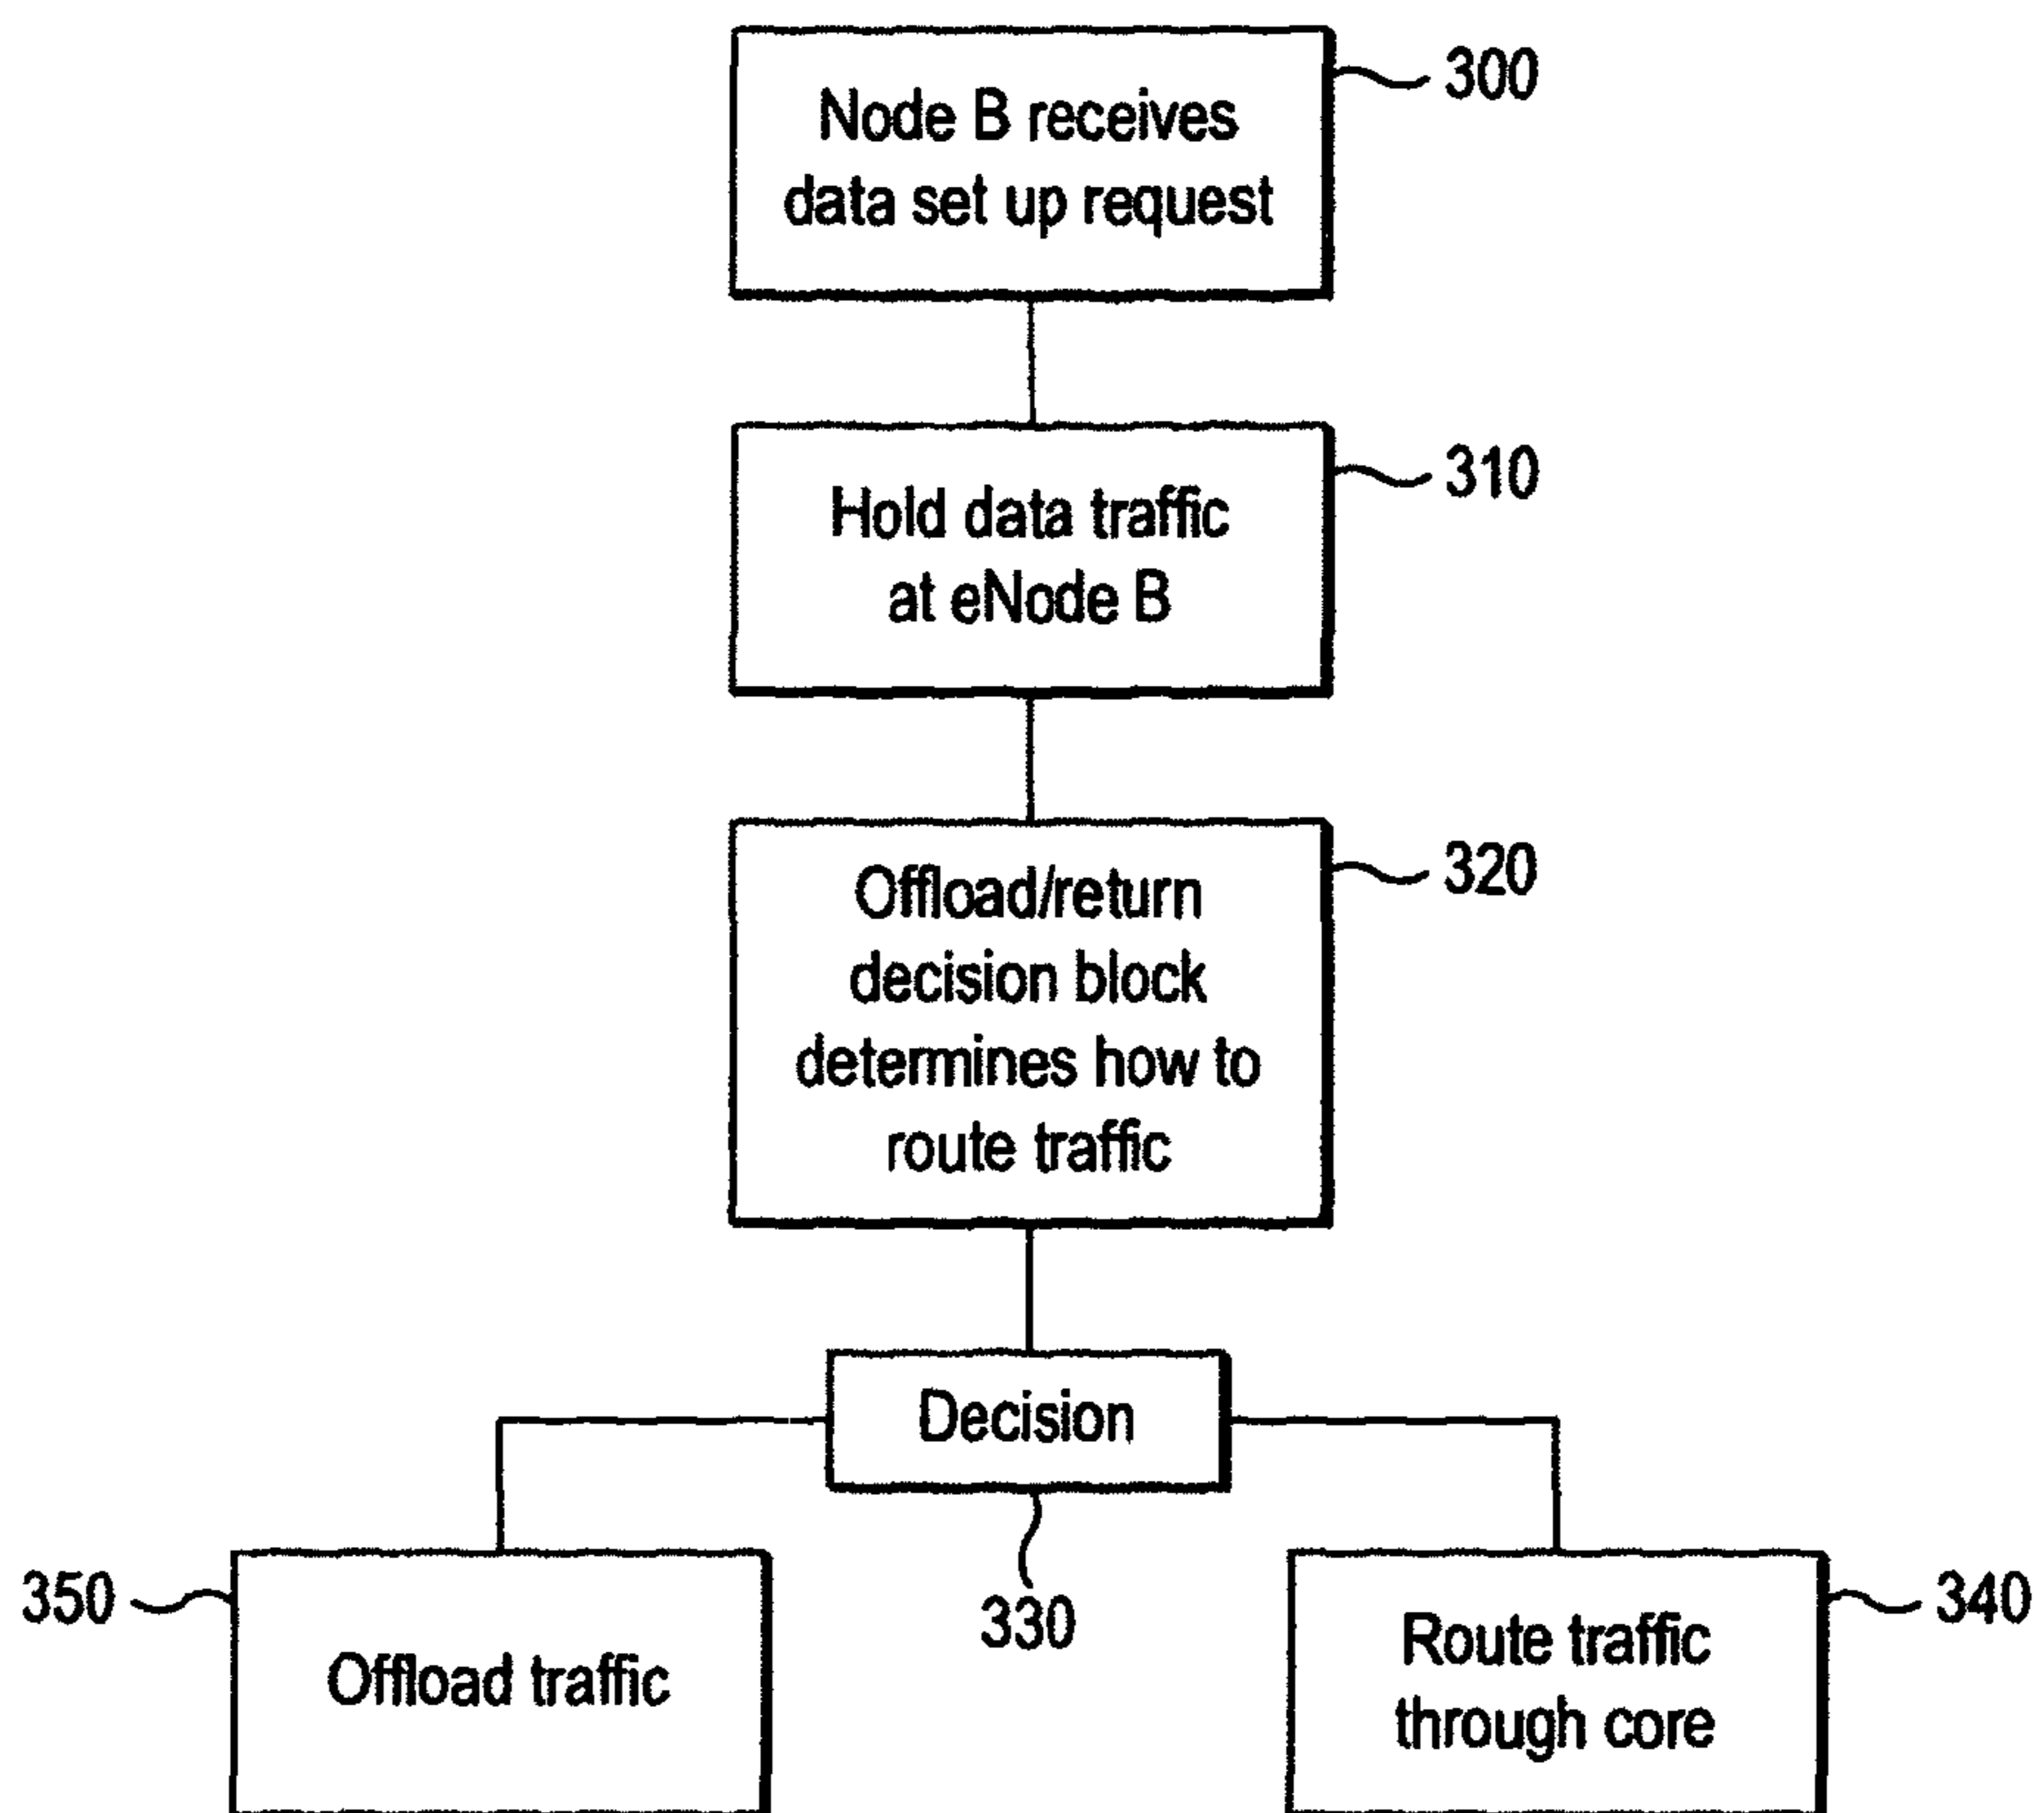 Node B receives
data set up request
300
Hold data traffic
at eNode B
310
Offload/return
decision block
determines how to
route traffic
320
Decision
330
350
Offload traffic
Route traffic
through core
340